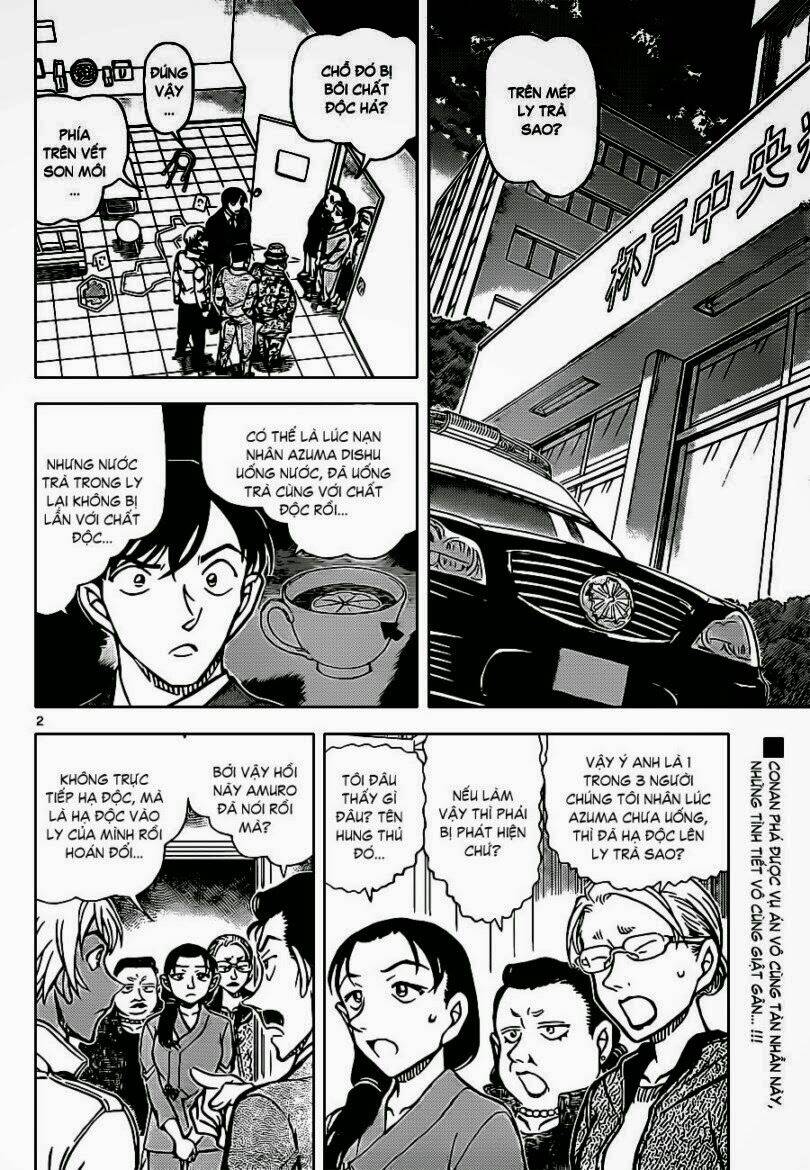 TRÊN MÉP
LY TRÀ
SAO?
杯戸中央
CHỖ ĐÓ BỊ
BÔI CHẤT
ĐỘC HẢ?
ĐÚNG
VẬY
...
PHÍA
TRÊN VẾT
SON MÔI
...
CÓ THỂ LÀ LÚC NẠN
NHÂN AZUMA DISHU
UỐNG NƯỚC, ĐÃ UỐNG
TRÀ CÙNG VỚI CHẤT
ĐỘC RỒI...
NHƯNG NƯỚC
TRÀ TRONG LY
LẠI KHÔNG BỊ
LẪN VỚI CHẤT
ĐỘC...
2
CONAN PHÁ ĐƯỢC VỤ ÁN VÔ CÙNG TÀN NHẪN NÀY,
NHỮNG TÌNH TIẾT VÔ CÙNG GIẬT GÂN... !!!
VẬY Ý ANH LÀ 1
TRONG 3 NGƯỜI
CHÚNG TÔI NHÂN LÚC
AZUMA CHƯA UỐNG,
THÌ ĐÃ HẠ ĐỘC LÊN
LY TRÀ SAO?
NẾU LÀM
VẬY THÌ PHẢI
BỊ PHÁT HIỆN
CHỨ?
TÔI ĐÂU
THẤY GÌ
ĐÂU? TÊN
HUNG THỦ
ĐÓ...
BỞI VẬY HỒI
NÃY AMURO
ĐÃ NÓI RỒI
MÀ?
KHÔNG TRỰC
TIẾP HẠ ĐỘC, MÀ
LÀ HẠ ĐỘC VÀO
LY CỦA MÌNH RỒI
HOÁN ĐỔI...